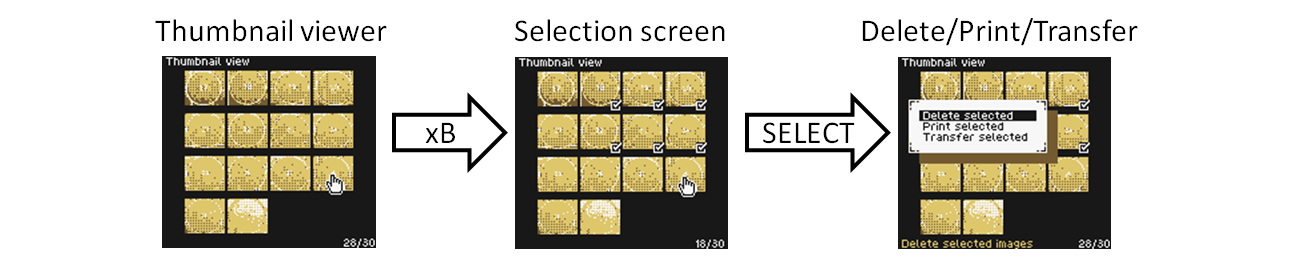 Thumbnail viewer
Selection screen
Delete/Print/Transfer
Thumbnail view
28/30
xB
Thumbnail view
18/30
SELECT
Thumbnail view
Delete selected
Print selected
Transfer selected
Delete selected images
28/30